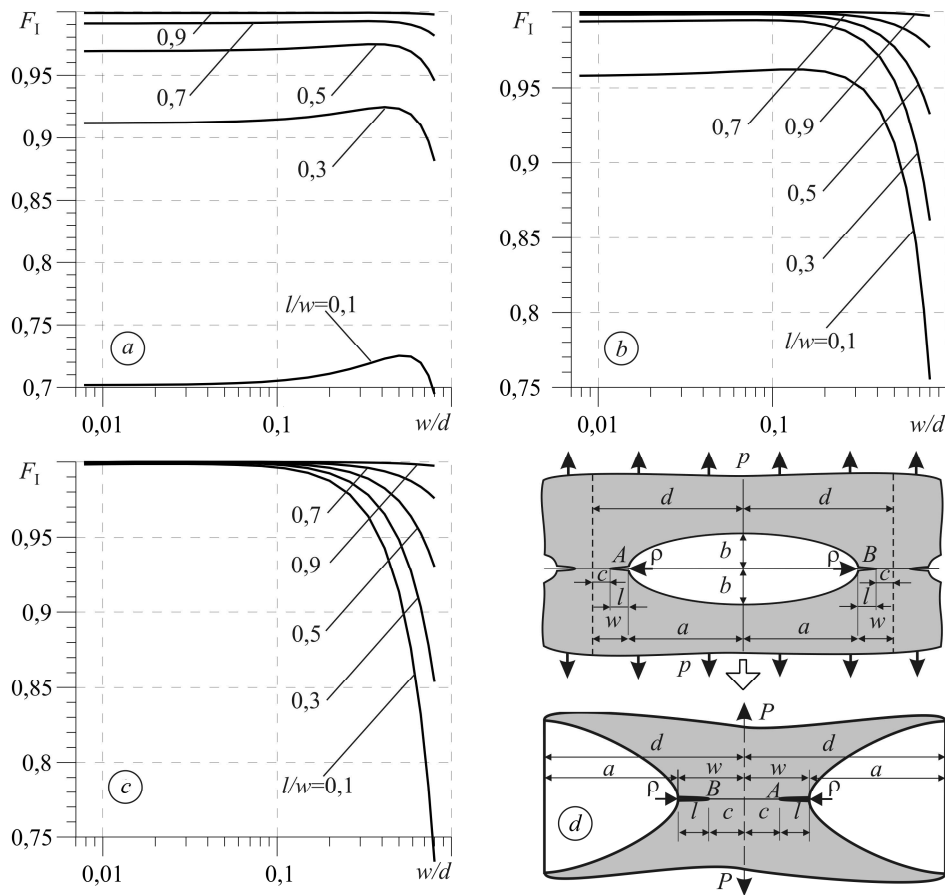 F_I
0,95
0,9
0,85
0,8
0,75
0,7
0,9
0,7
0,5
0,3
l/w=0,1
a
0,01
0,1
w/d
F_I
0,95
0,9
0,85
0,8
0,75
0,7
0,9
0,5
0,3
l/w=0,1
b
0,01
0,1
w/d
F_I
0,95
0,9
0,85
0,8
0,75
0,7
0,9
0,5
0,3
l/w=0,1
c
0,01
0,1
w/d
p
d d
A ρ b ρ B
c b c
l l
w a a w
p
P
d d
a w w a
ρ B A ρ
l c c l
d
P